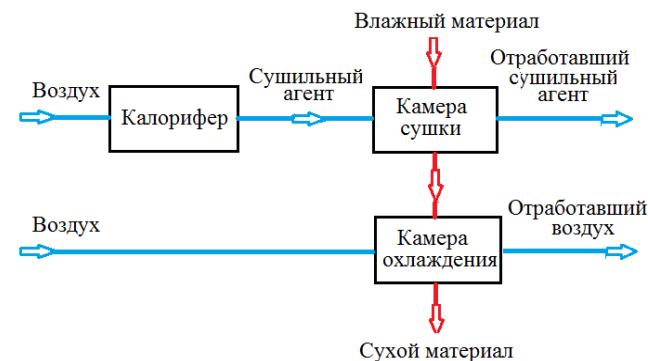 Влажный материал
Воздух
Калорифер
Сушильный
агент
Камера
сушки
Отработавший
сушильный
агент
Воздух
Камера
охлаждения
Отработавший
воздух
Сухой материал